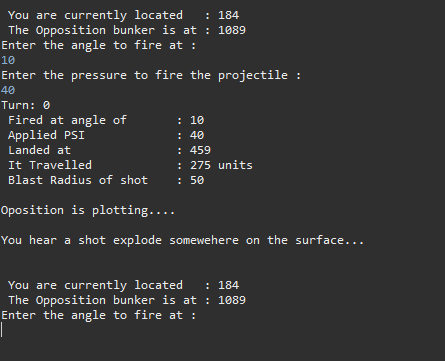 You are currently located : 184
The Opposition bunker is at : 1089
Enter the angle to fire at :
10
Enter the pressure to fire the projectile :
40
Turn: 0
Fired at angle of : 10
Applied PSI : 40
Landed at : 459
It Travelled : 275 units
Blast Radius of shot : 50
Oposition is plotting....
You hear a shot explode somewehere on the surface...
You are currently located : 184
The Opposition bunker is at : 1089
Enter the angle to fire at :